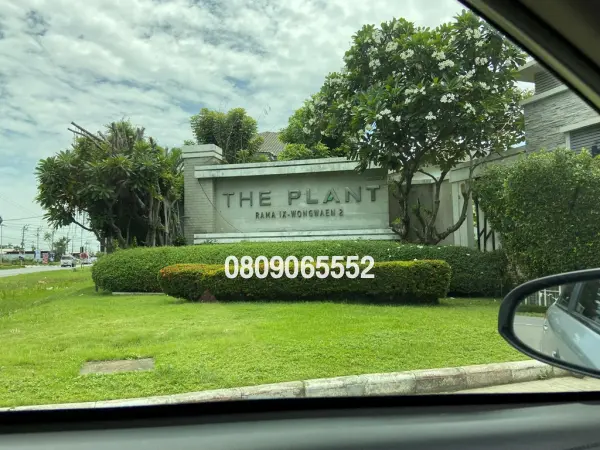 THE PLANT
RAMA IX-WONGWAEN 2
0809065552